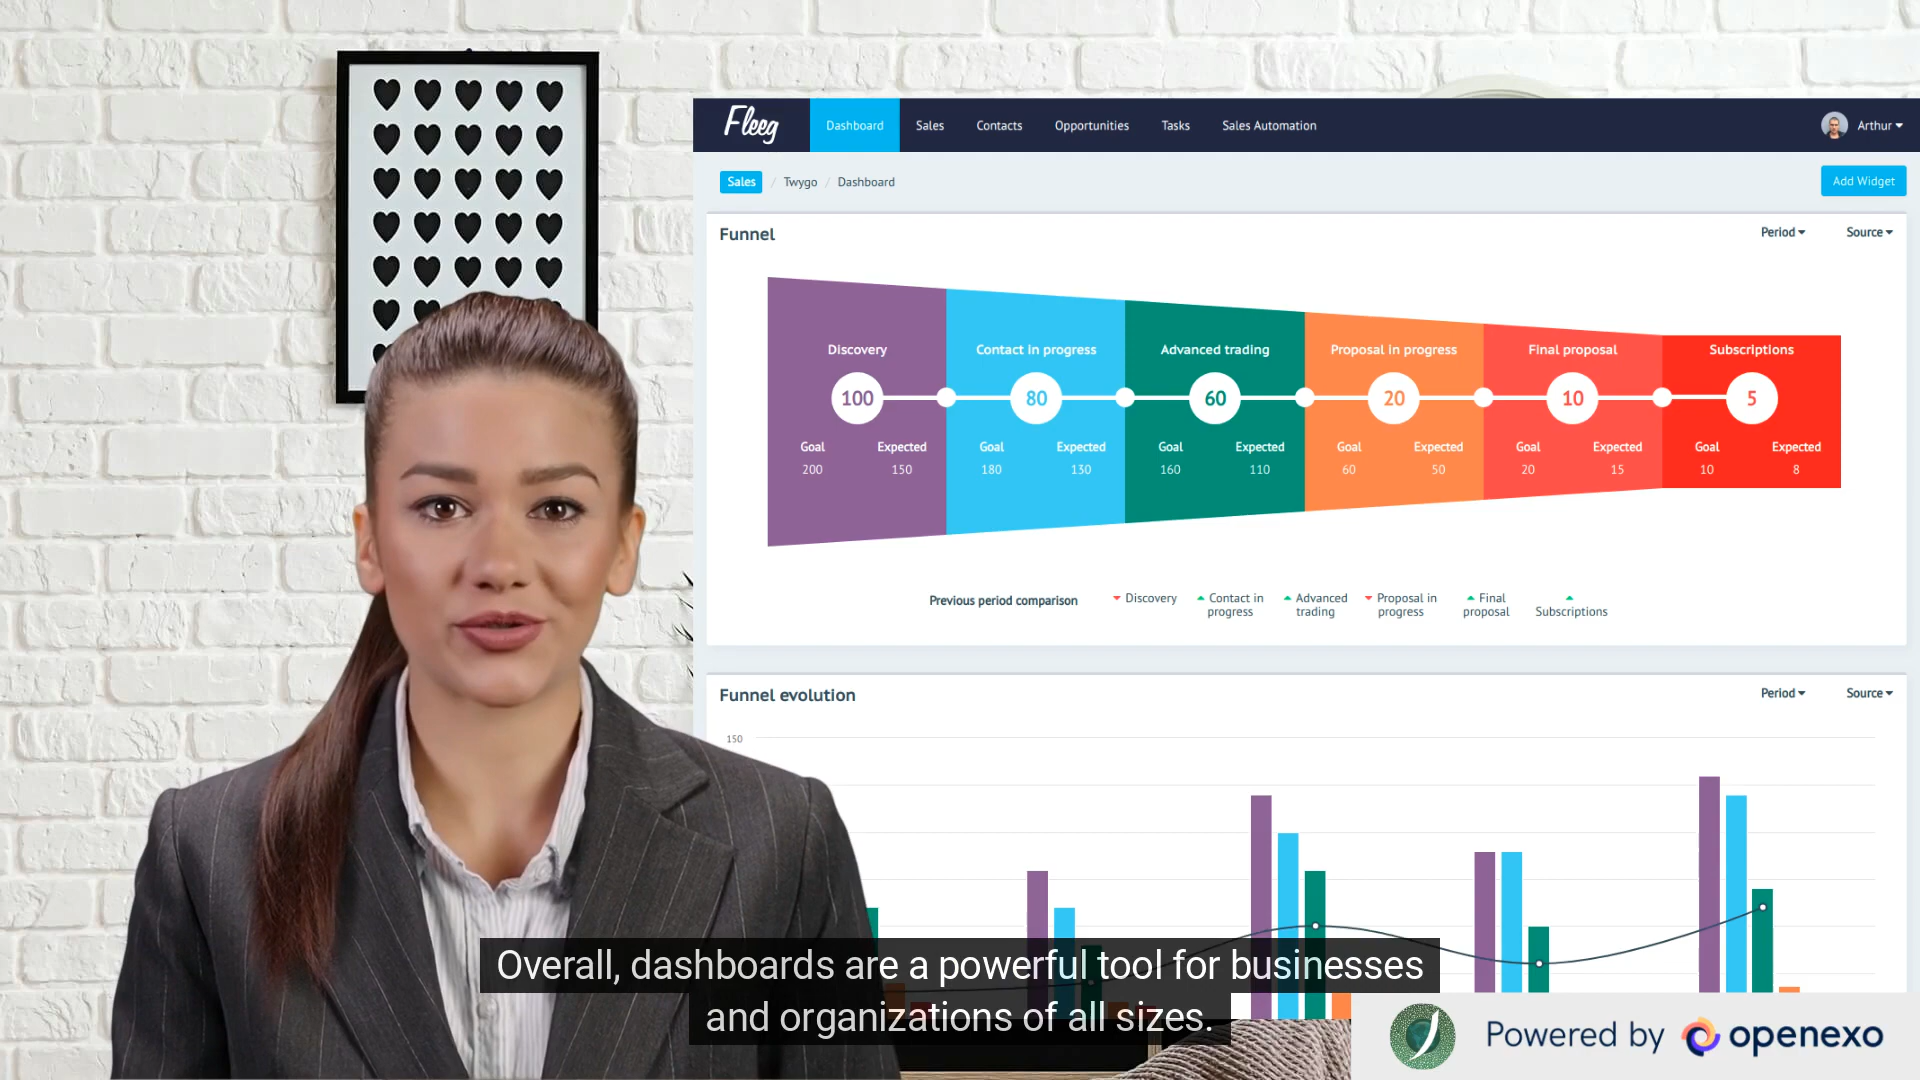 Fleeg
Dashboard
Sales
Contacts
Opportunities
Tasks
Sales Automation
Arthur
Sales / Twygo / Dashboard
Add Widget
Funnel
Period
Source
Discovery
100
Goal
Expected
200
150
Contact in progress
80
Goal
Expected
180
130
Advanced trading
60
Goal
Expected
160
110
Proposal in progress
20
Goal
Expected
60
50
Final proposal
10
Goal
Expected
20
15
Subscriptions
5
Goal
Expected
10
8
Previous period comparison
Discovery
Contact in
progress
Advanced
trading
Proposal in
progress
Final
proposal
Subscriptions
Funnel evolution
Period
Source
150
Overall, dashboards are a powerful tool for businesses
and organizations of all sizes.
Powered by openexo